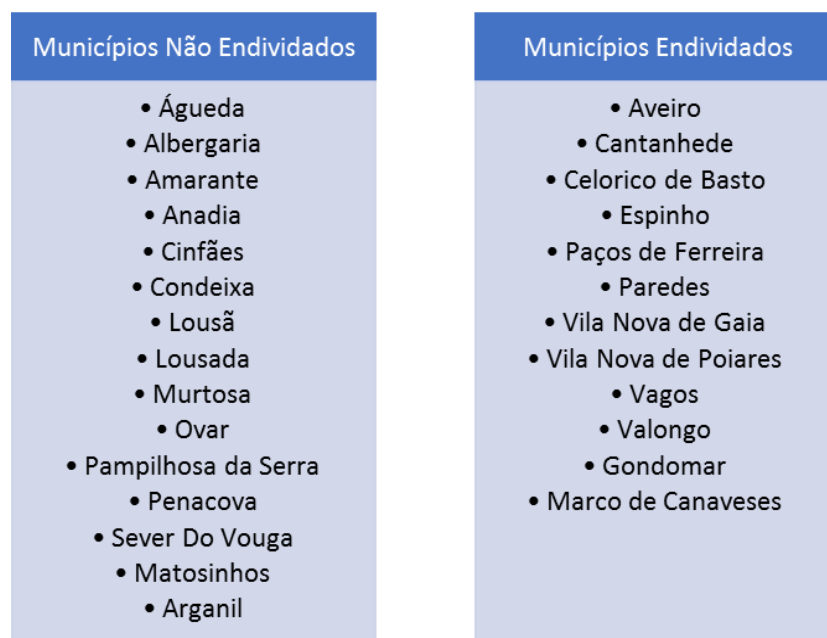 Municípios Não Endividados
• Águeda
• Albergaria
• Amarante
• Anadia
• Cinfães
• Condeixa
• Lousã
• Lousada
• Murtosa
• Ovar
• Pampilhosa da Serra
• Penacova
• Sever Do Vouga
• Matosinhos
• Arganil
Municípios Endividados
• Aveiro
• Cantanhede
• Celorico de Basto
• Espinho
• Paços de Ferreira
• Paredes
• Vila Nova de Gaia
• Vila Nova de Poiares
• Vagos
• Valongo
• Gondomar
• Marco de Canaveses